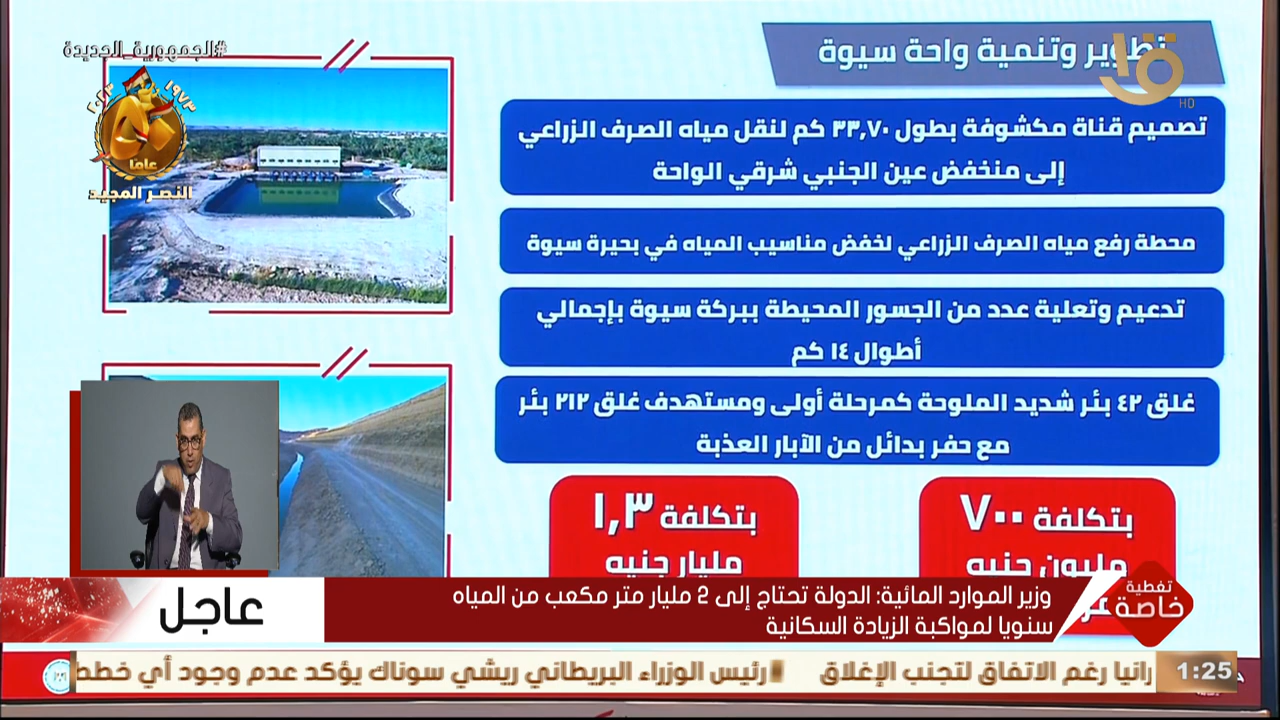 #الجمهورية_الجديدة
١٩٧٣
٢٠٢٣
٥٠
عاما
النصر المجيد
HD
تطوير وتنمية واحة سيوة
تصميم قناة مكشوفة بطول ٣٣,٧٠ كم لنقل مياه الصرف الزراعي
إلى منخفض عين الجنبي شرقي الواحة
محطة رفع مياه الصرف الزراعي لخفض مناسيب المياه في بحيرة سيوة
تدعيم وتعلية عدد من الجسور المحيطة ببركة سيوة بإجمالي
أطوال ١٤ كم
غلق ٤٢ بئر شديد الملوحة كمرحلة أولى ومستهدف غلق ٢١٢ بئر
مع حفر بدائل من الآبار العذبة
بتكلفة ٧٠٠
مليون جنيه
بتكلفة ١,٣
مليار جنيه
تغطية
خاصة
وزير الموارد المائية: الدولة تحتاج إلى 2 مليار متر مكعب من المياه
سنويا لمواكبة الزيادة السكانية
عاجل
1:25
رانيا رغم الاتفاق لتجنب الإغلاق
رئيس الوزراء البريطاني ريشي سوناك يؤكد عدم وجود أي خطط